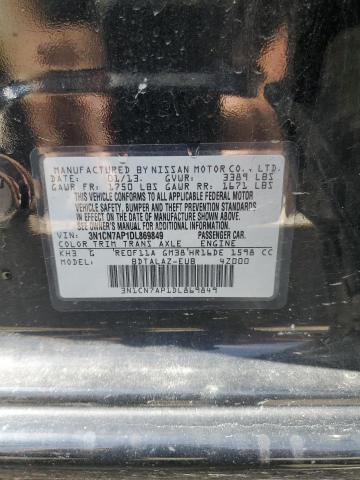 MANUFACTURED BY NISSAN MOTOR CO., LTD.
DATE: 01/13. GVWR: 3389 LBS
GAWR FR: 1750 LBS GAWR RR: 1671 LBS
THIS VEHICLE CONFORMS TO ALL APPLICABLE FEDERAL MOTOR
VEHICLE SAFETY, BUMPER AND THEFT PREVENTION STANDARDS
IN EFFECT ON THE DATE OF MANUFACTURE SHOWN ABOVE.
SEE OWNER'S MANUAL FOR ADDITIONAL INFORMATION.
VIN: 3N1CN7AP1DL869849 PASSENGER CAR.
COLOR TRIM TRANS AXLE ENGINE
KH3 G RE0F11A GM38 HR16DE 1598 CC
MODEL: BDTALAZ-EUB 4Z000
3N1CN7AP1DL869849